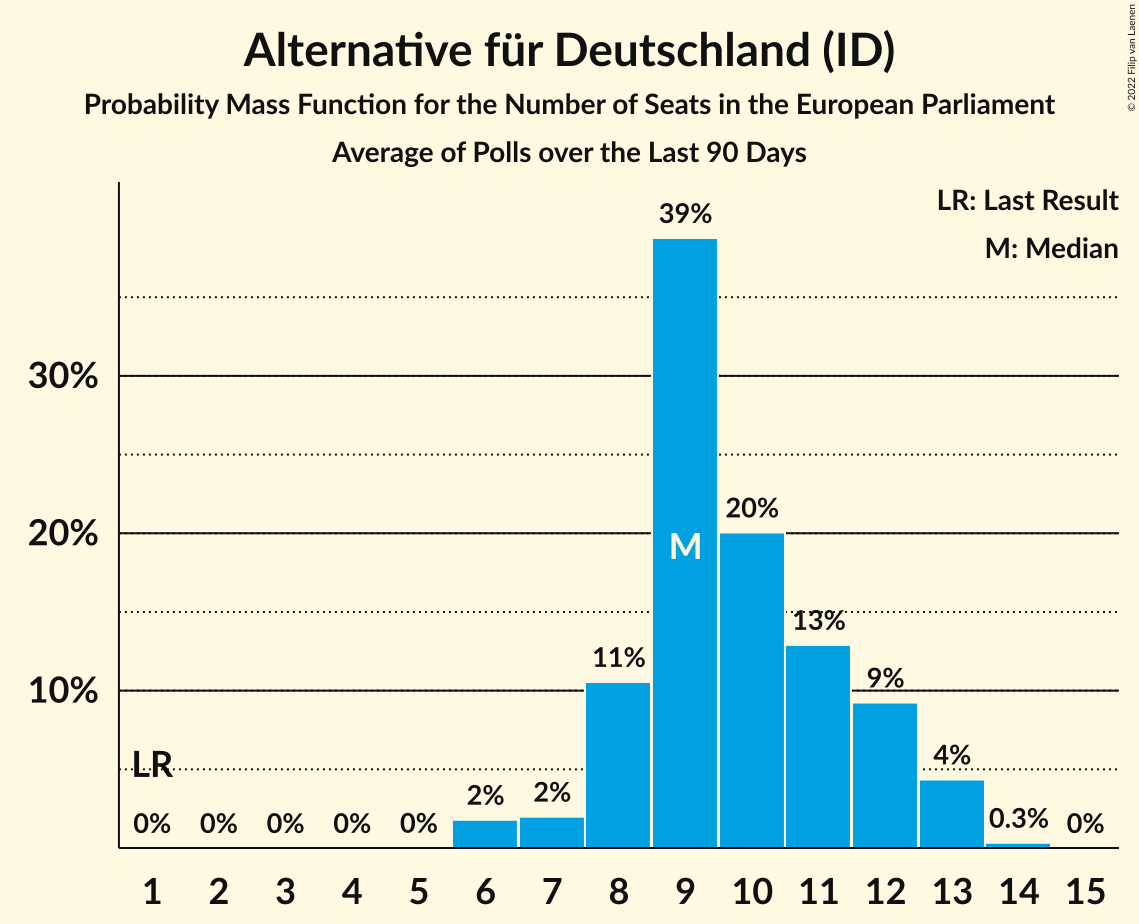 Alternative für Deutschland (ID)
Probability Mass Function for the Number of Seats in the European Parliament
Average of Polls over the Last 90 Days
© 2022 Filip van Laenen
LR: Last Result
M: Median
39%
30%
20%
20%
M
13%
11%
10%
9%
LR
4%
0% 0% 0% 0% 0% 2% 2% 0.3% 0%
1 2 3 4 5 6 7 8 9 10 11 12 13 14 15